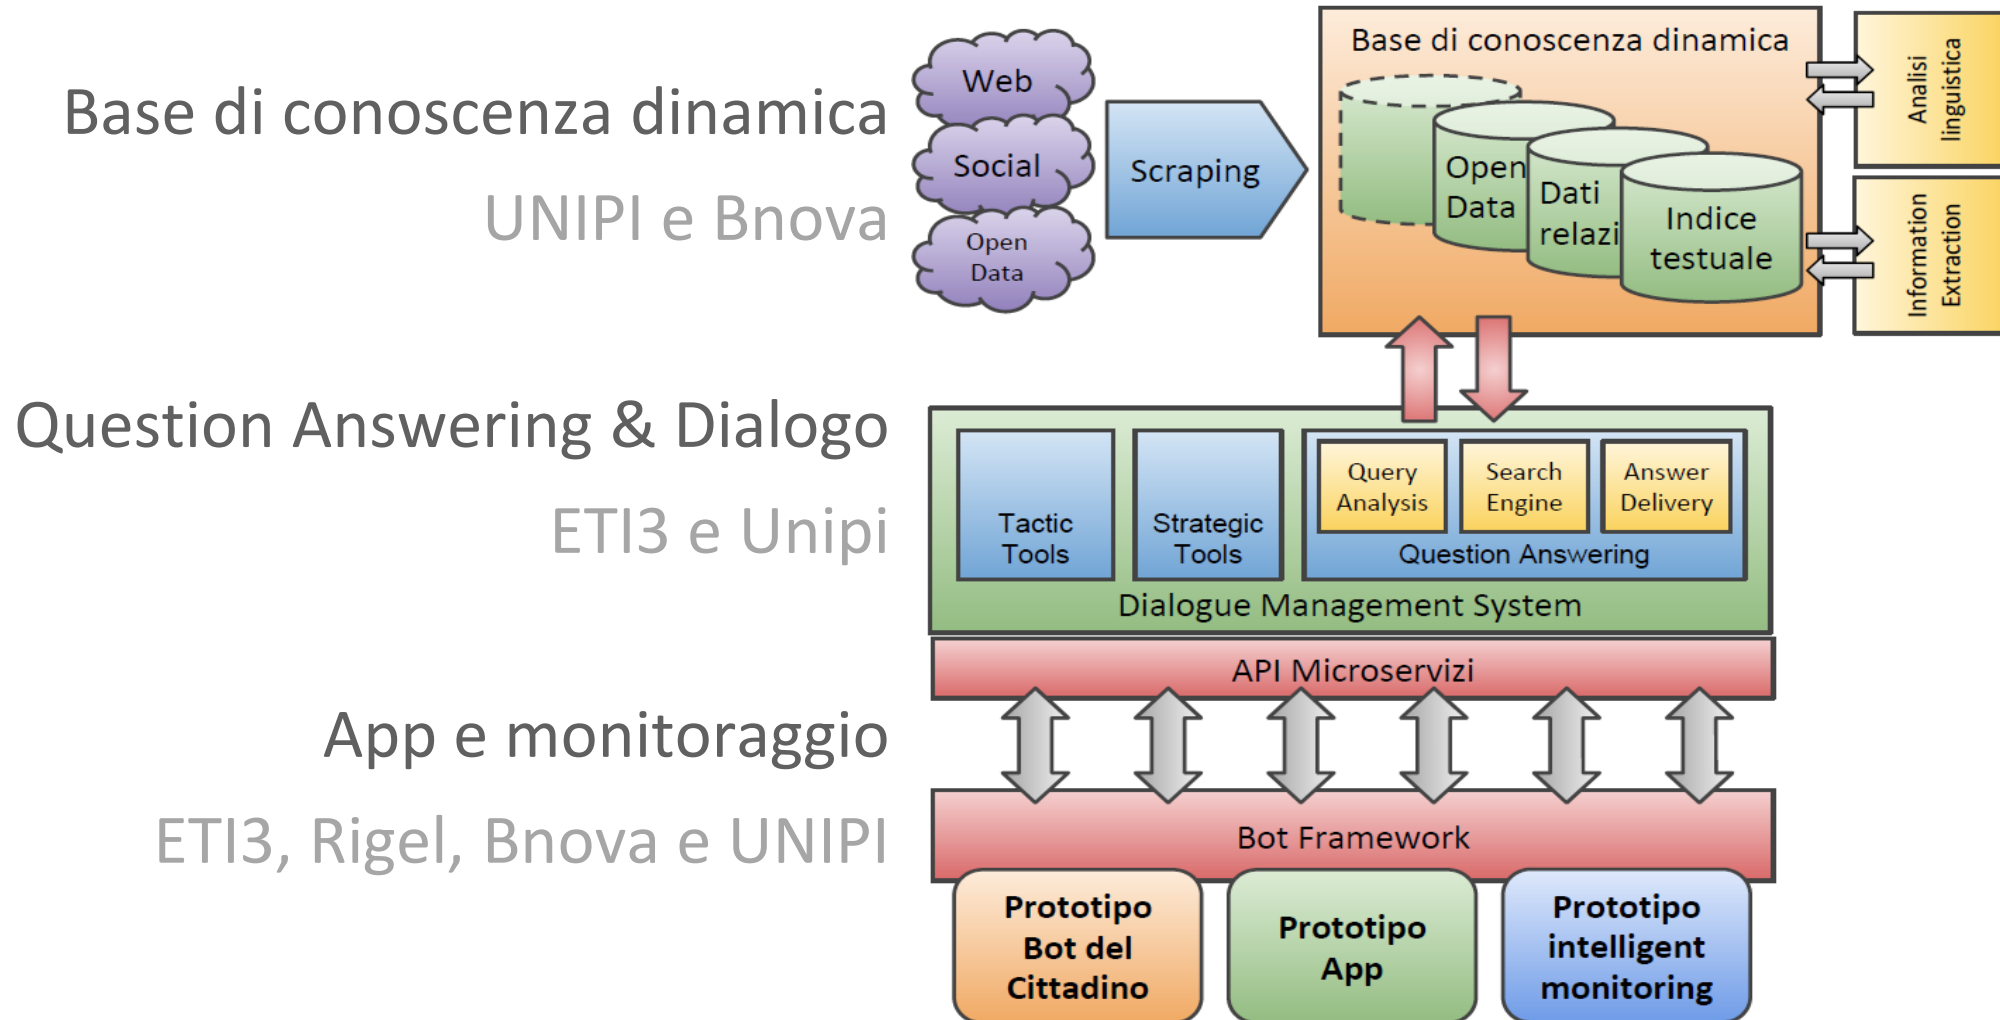 Base di conoscenza dinamica
UNIPI e Bnova
Question Answering & Dialogo
ETI3 e Unipi
App e monitoraggio
ETI3, Rigel, Bnova e UNIPI
Web
Social
Open
Data
Scraping
Base di conoscenza dinamica
Open
Data
Dati
relazi
Indice
testuale
Analisi
linguistica
Information
Extraction
Tactic
Tools
Strategic
Tools
Query
Analysis
Search
Engine
Answer
Delivery
Question Answering
Dialogue Management System
API Microservizi
Bot Framework
Prototipo
Bot del
Cittadino
Prototipo
App
Prototipo
intelligent
monitoring